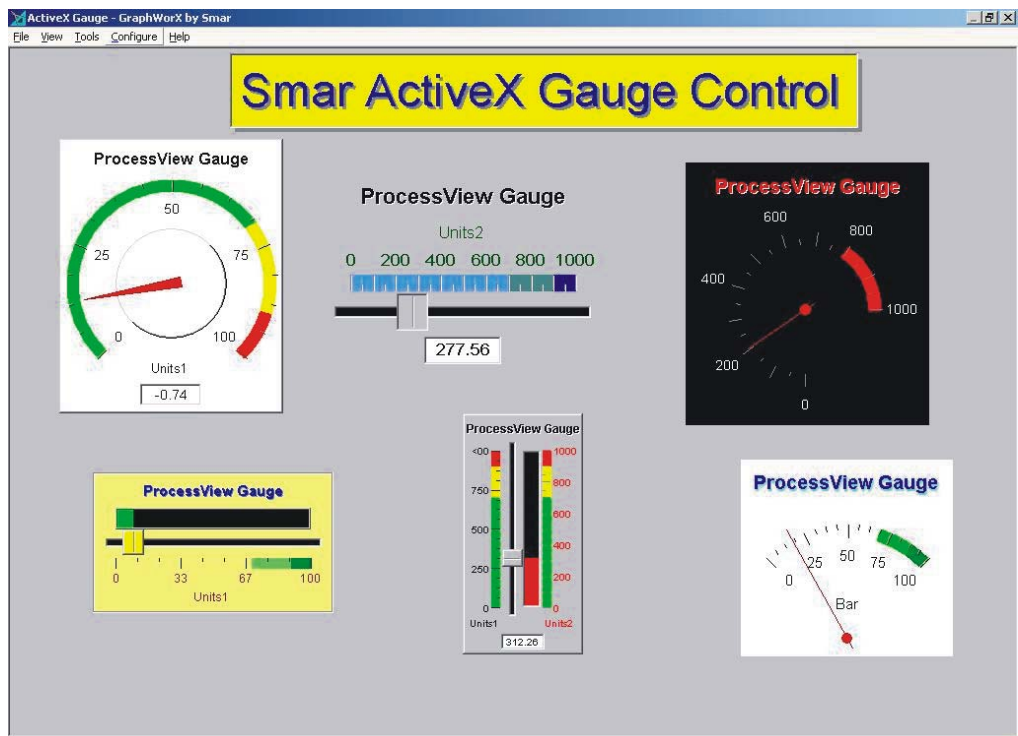 ActiveX Gauge - GraphWorX by Smar
File View Tools Configure Help
Smar ActiveX Gauge Control
ProcessView Gauge
50
25 75
0 100
Units1
-0.74
ProcessView Gauge
Units2
0 200 400 600 800 1000
277.56
ProcessView Gauge
600 800
400
1000
200
0
ProcessView Gauge
0 33 67 100
Units1
ProcessView Gauge
<00 1000
750 800
600
500
400
250
200
0 0
Units1 Units2
312.26
ProcessView Gauge
25 50 75
0 100
Bar